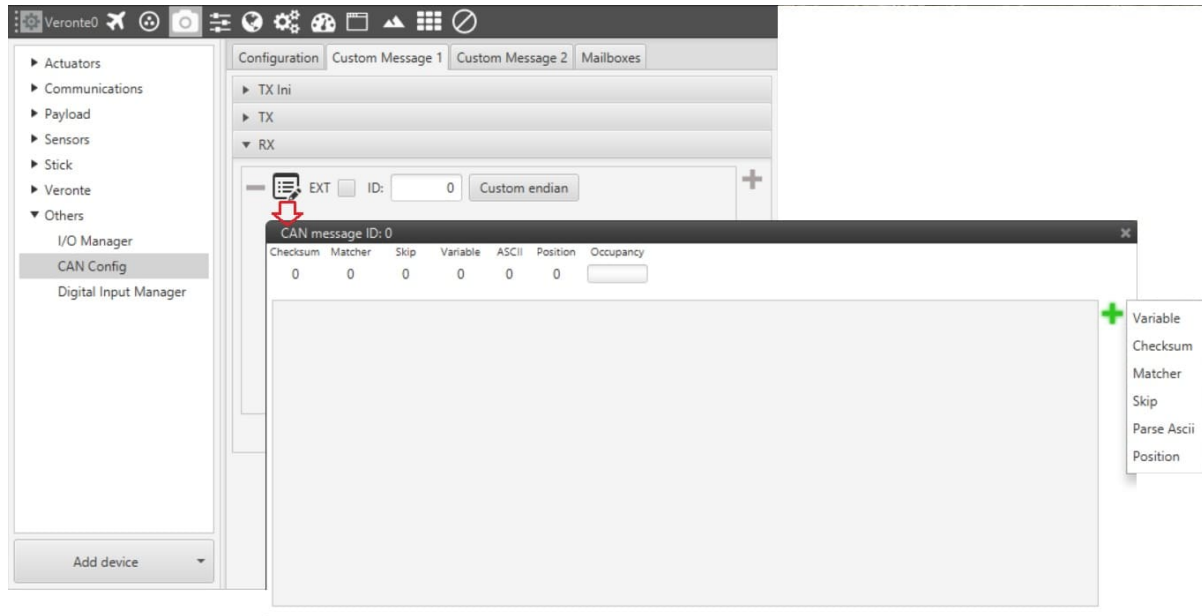 Veronte0
Actuators
Communications
Payload
Sensors
Stick
Veronte
Others
I/O Manager
CAN Config
Digital Input Manager
Add device
Configuration Custom Message 1 Custom Message 2 Mailboxes
TX Ini
TX
RX
EXT ID: 0 Custom endian
CAN message ID: 0
Checksum Matcher Skip Variable ASCII Position Occupancy
0 0 0 0 0 0
Variable
Checksum
Matcher
Skip
Parse Ascii
Position